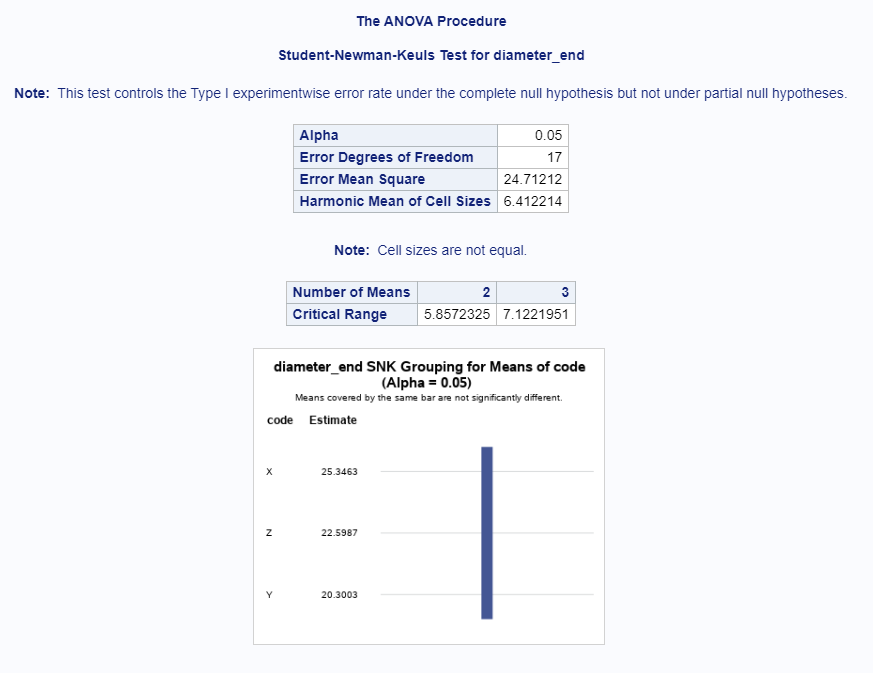 The ANOVA Procedure
Student-Newman-Keuls Test for diameter_end
Note: This test controls the Type I experimentwise error rate under the complete null hypothesis but not under partial null hypotheses.
Alpha 0.05
Error Degrees of Freedom 17
Error Mean Square 24.71212
Harmonic Mean of Cell Sizes 6.412214
Note: Cell sizes are not equal.
Number of Means 2 3
Critical Range 5.8572325 7.1221951
diameter_end SNK Grouping for Means of code
(Alpha = 0.05)
Means covered by the same bar are not significantly different.
code Estimate
X 25.3463
Z 22.5987
Y 20.3003